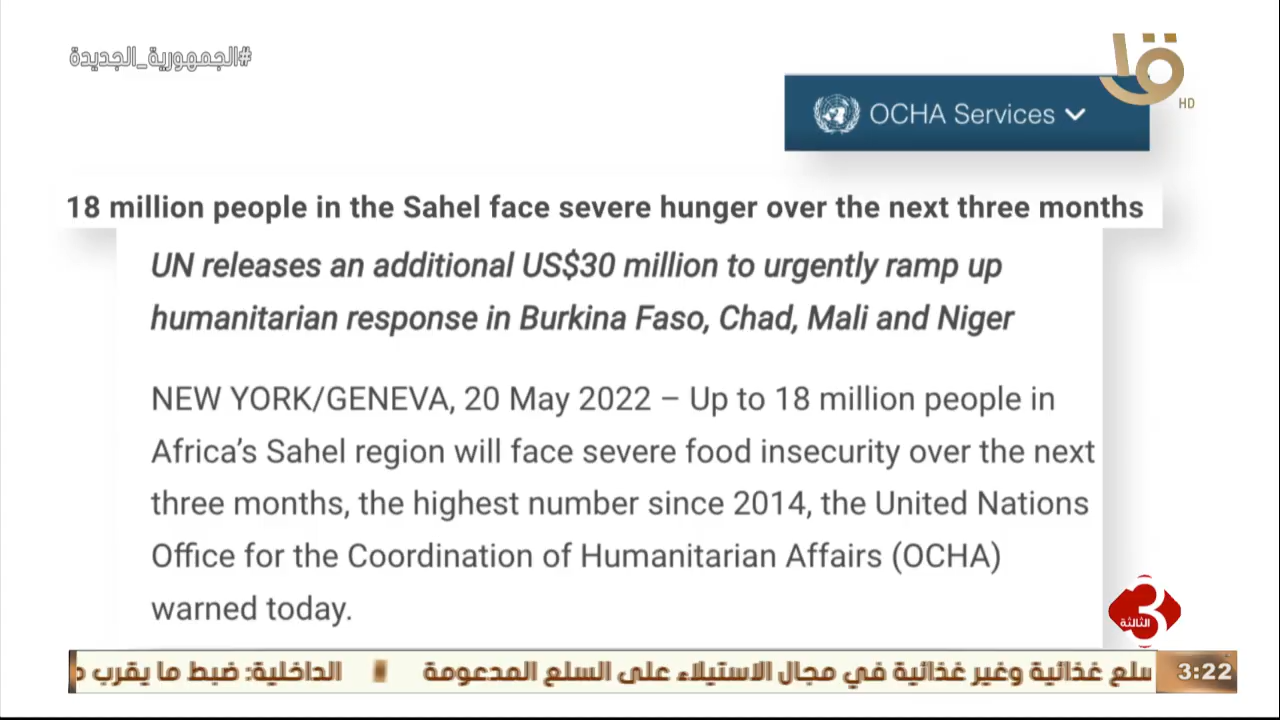 #الجمهورية_الجديدة
HD
OCHA Services
18 million people in the Sahel face severe hunger over the next three months
UN releases an additional US$30 million to urgently ramp up
humanitarian response in Burkina Faso, Chad, Mali and Niger
NEW YORK/GENEVA, 20 May 2022 – Up to 18 million people in
Africa’s Sahel region will face severe food insecurity over the next
three months, the highest number since 2014, the United Nations
Office for the Coordination of Humanitarian Affairs (OCHA)
warned today.
3 الثالثة
سلع غذائية وغير غذائية في مجال الاستيلاء على السلع المدعومة الداخلية: ضبط ما يقرب
3:22